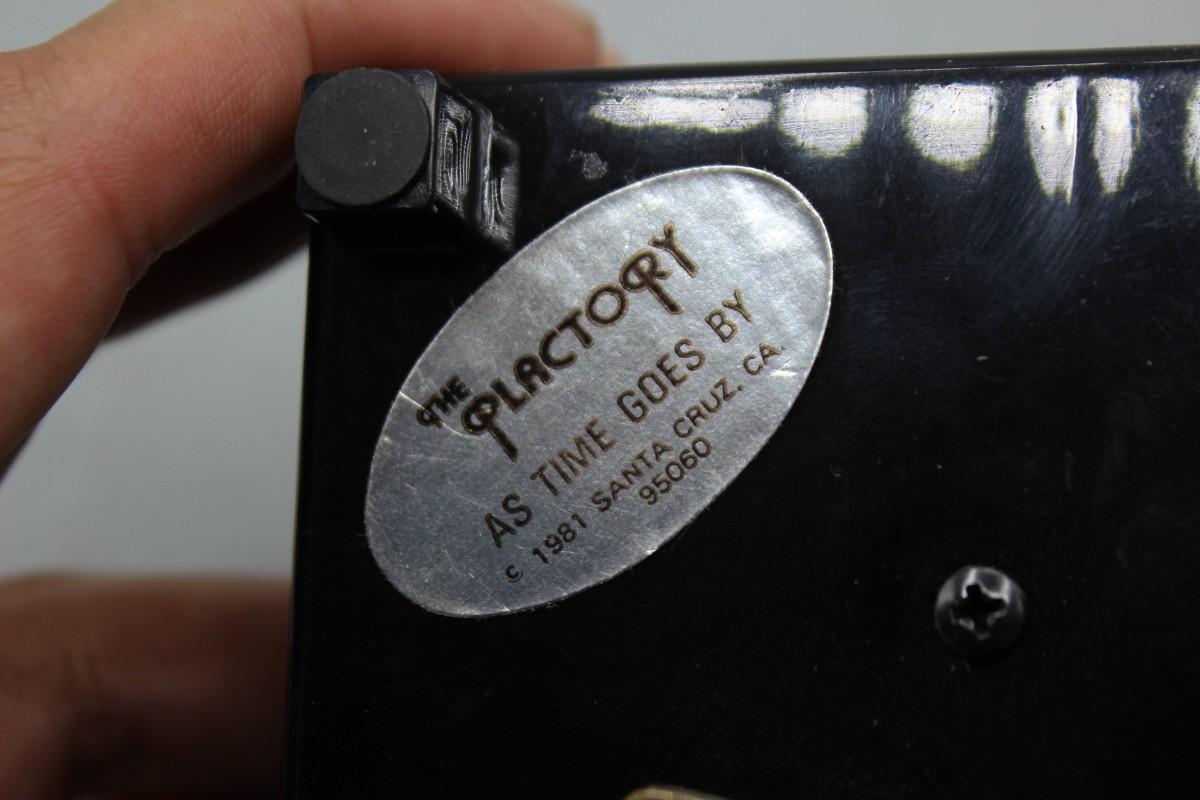 THE PLACTORY
AS TIME GOES BY
© 1981 SANTA CRUZ, CA.
95060